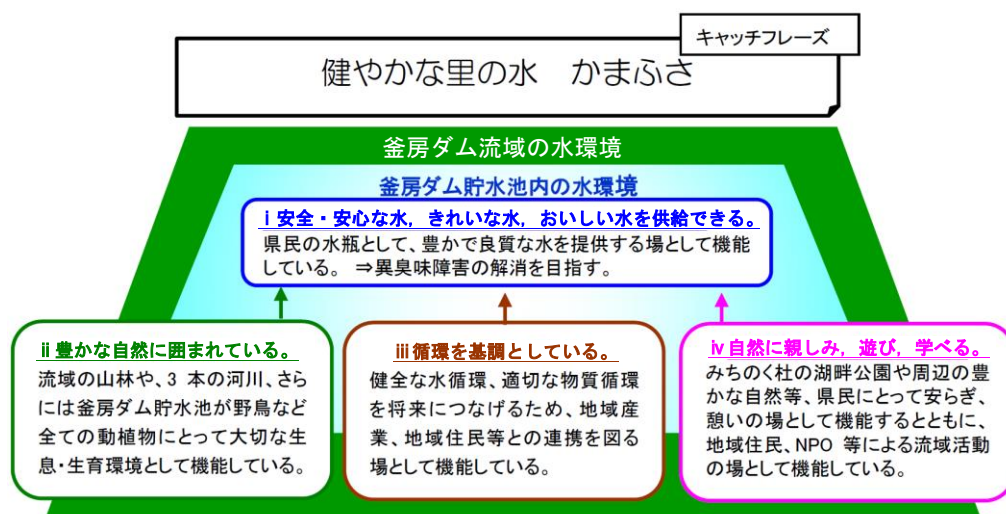 キャッチフレーズ
健やかな里の水　かまふさ
釜房ダム流域の水環境
釜房ダム貯水池内の水環境
ⅰ安全・安心な水，きれいな水，おいしい水を供給できる。
県民の水瓶として、豊かで良質な水を提供する場として機能
している。 ⇒異臭味障害の解消を目指す。
ⅱ豊かな自然に囲まれている。
流域の山林や、3 本の河川、さら
には釜房ダム貯水池が野鳥など
全ての動植物にとって大切な生
息・生育環境として機能している。
ⅲ循環を基調としている。
健全な水循環、適切な物質循環
を将来につなげるため、地域産
業、地域住民等との連携を図る
場として機能している。
ⅳ自然に親しみ，遊び，学べる。
みちのく杜の湖畔公園や周辺の豊
かな自然等、県民にとって安らぎ、
憩いの場として機能するとともに、
地域住民、NPO 等による流域活動
の場として機能している。